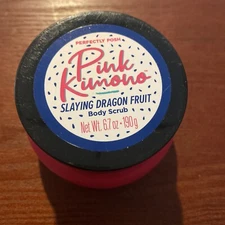 PERFECTLY POSH
Pink
Kimono
SLAYING DRAGON FRUIT
Body Scrub
Net Wt. 6.7 oz • 190 g